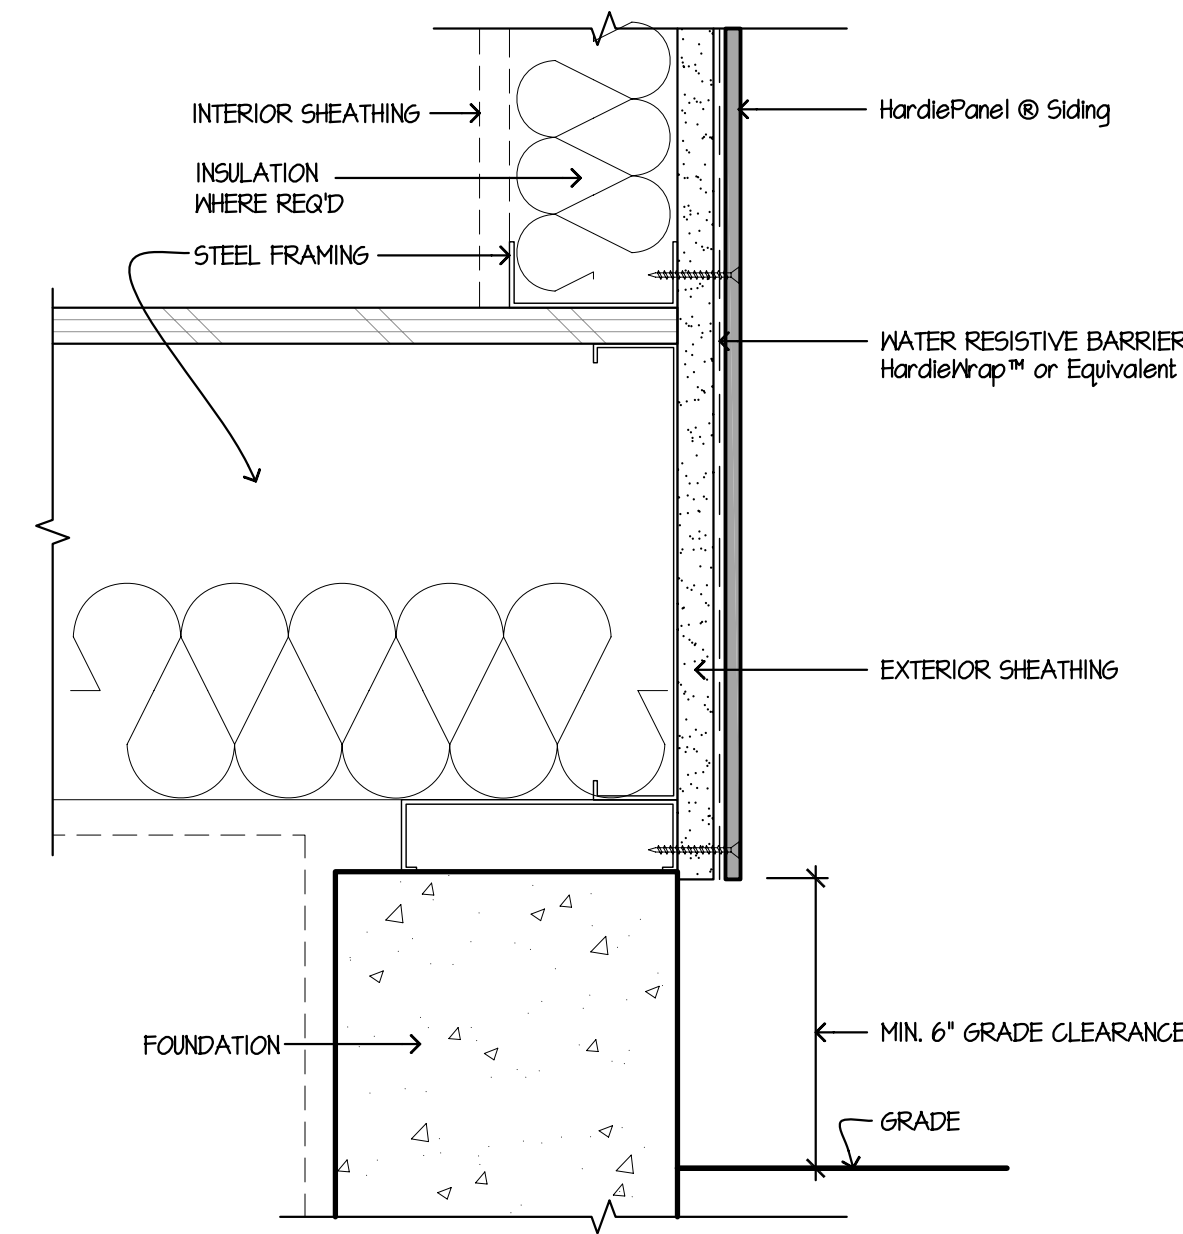 INTERIOR SHEATHING
HardiePanel ® Siding
INSULATION
WHERE REQ'D
STEEL FRAMING
WATER RESISTIVE BARRIER
HardieWrap™ or Equivalent
EXTERIOR SHEATHING
FOUNDATION
MIN. 6" GRADE CLEARANCE
GRADE